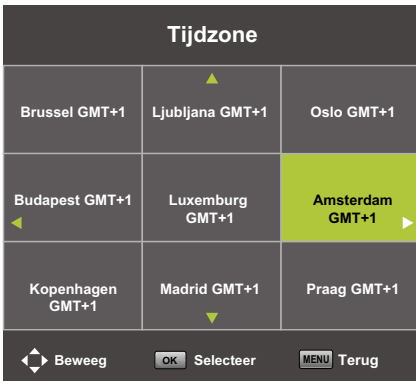 Tijdzone
Brussel GMT+1
Ljubljana GMT+1
Oslo GMT+1
Budapest GMT+1
Luxemburg
GMT+1
Amsterdam
GMT+1
Kopenhagen
GMT+1
Madrid GMT+1
Praag GMT+1
Beweeg
OK Selecteer
MENU Terug